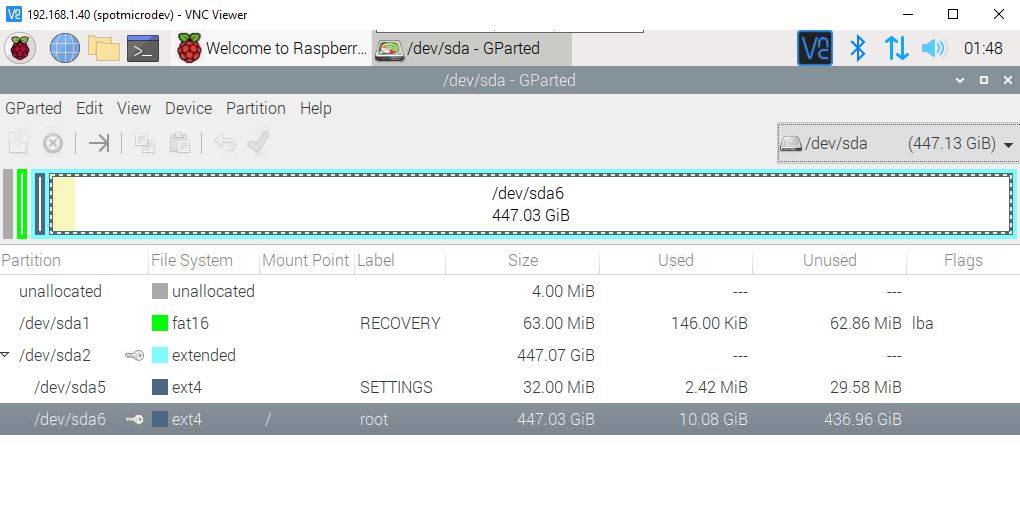 192.168.1.40 (spotmicrodev) - VNC Viewer
Welcome to Raspberr... /dev/sda - GParted 01:48
/dev/sda - GParted
GParted Edit View Device Partition Help
/dev/sda (447.13 GiB)
/dev/sda6
447.03 GiB
Partition File System Mount Point Label Size Used Unused Flags
unallocated unallocated 4.00 MiB --- ---
/dev/sda1 fat16 RECOVERY 63.00 MiB 146.00 KiB 62.86 MiB lba
/dev/sda2 extended 447.07 GiB --- ---
/dev/sda5 ext4 SETTINGS 32.00 MiB 2.42 MiB 29.58 MiB
/dev/sda6 ext4 / root 447.03 GiB 10.08 GiB 436.96 GiB